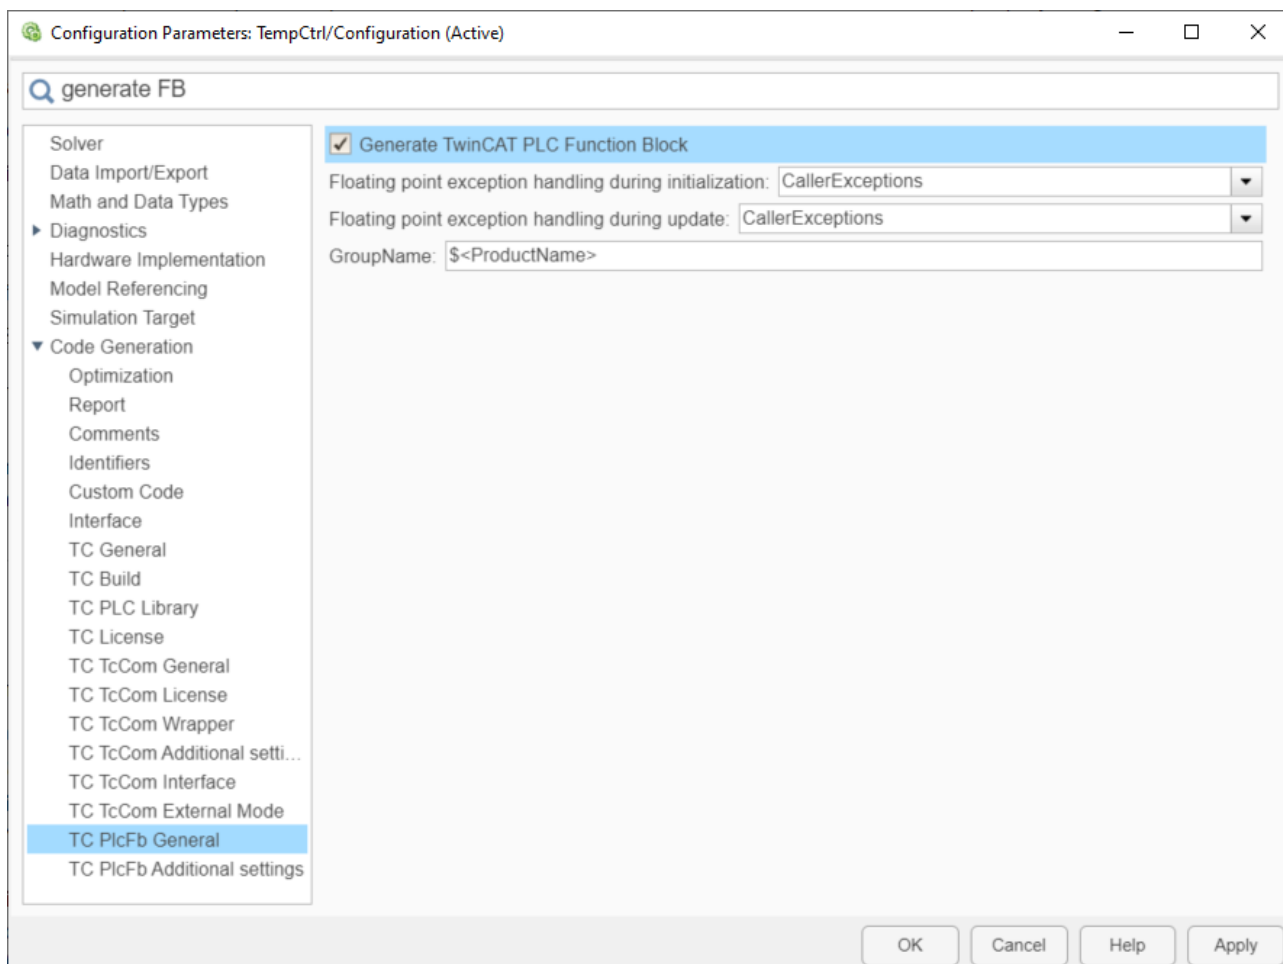 Configuration Parameters: TempCtrl/Configuration (Active)
generate FB
Solver
Data Import/Export
Math and Data Types
Diagnostics
Hardware Implementation
Model Referencing
Simulation Target
Code Generation
Optimization
Report
Comments
Identifiers
Custom Code
Interface
TC General
TC Build
TC PLC Library
TC License
TC TcCom General
TC TcCom License
TC TcCom Wrapper
TC TcCom Additional setti...
TC TcCom Interface
TC TcCom External Mode
TC PlcFb General
TC PlcFb Additional settings
Generate TwinCAT PLC Function Block
Floating point exception handling during initialization: CallerExceptions
Floating point exception handling during update: CallerExceptions
GroupName: $<ProductName>
OK Cancel Help Apply